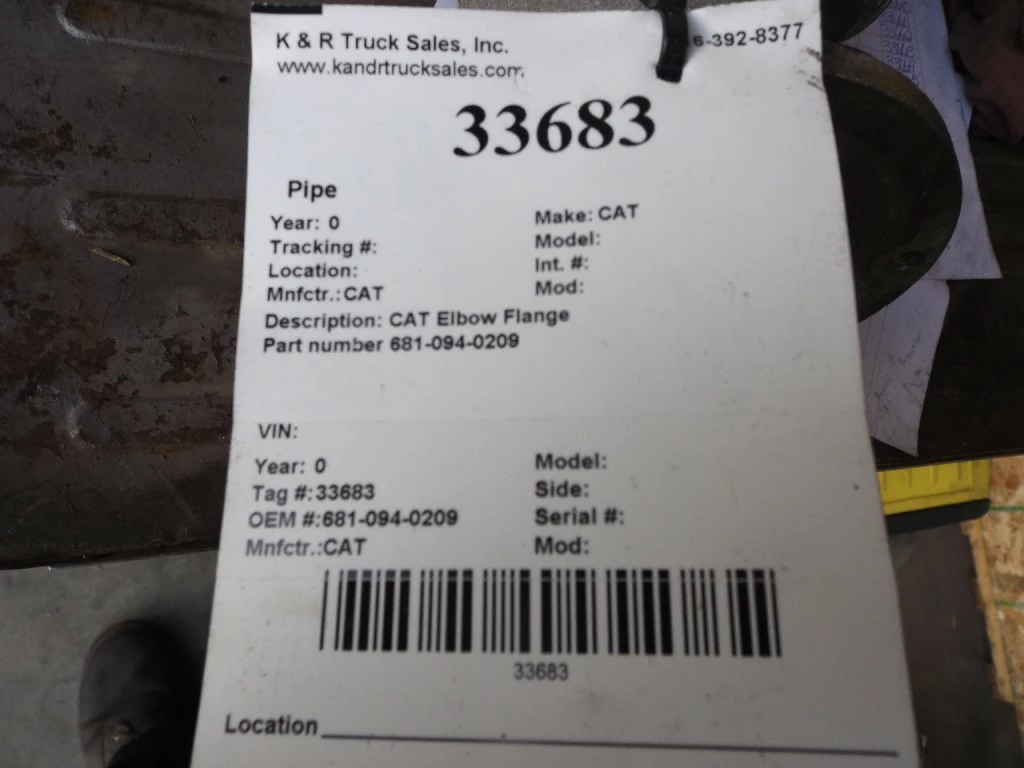 K & R Truck Sales, Inc.
6-392-8377
www.kandrtrucksales.com
33683
Pipe
Year: 0 Make: CAT
Tracking #: Model:
Location: Int. #:
Mnfctr.: CAT Mod:
Description: CAT Elbow Flange
Part number 681-094-0209
VIN:
Year: 0 Model:
Tag #: 33683 Side:
OEM #: 681-094-0209 Serial #:
Mnfctr.: CAT Mod:
33683
Location